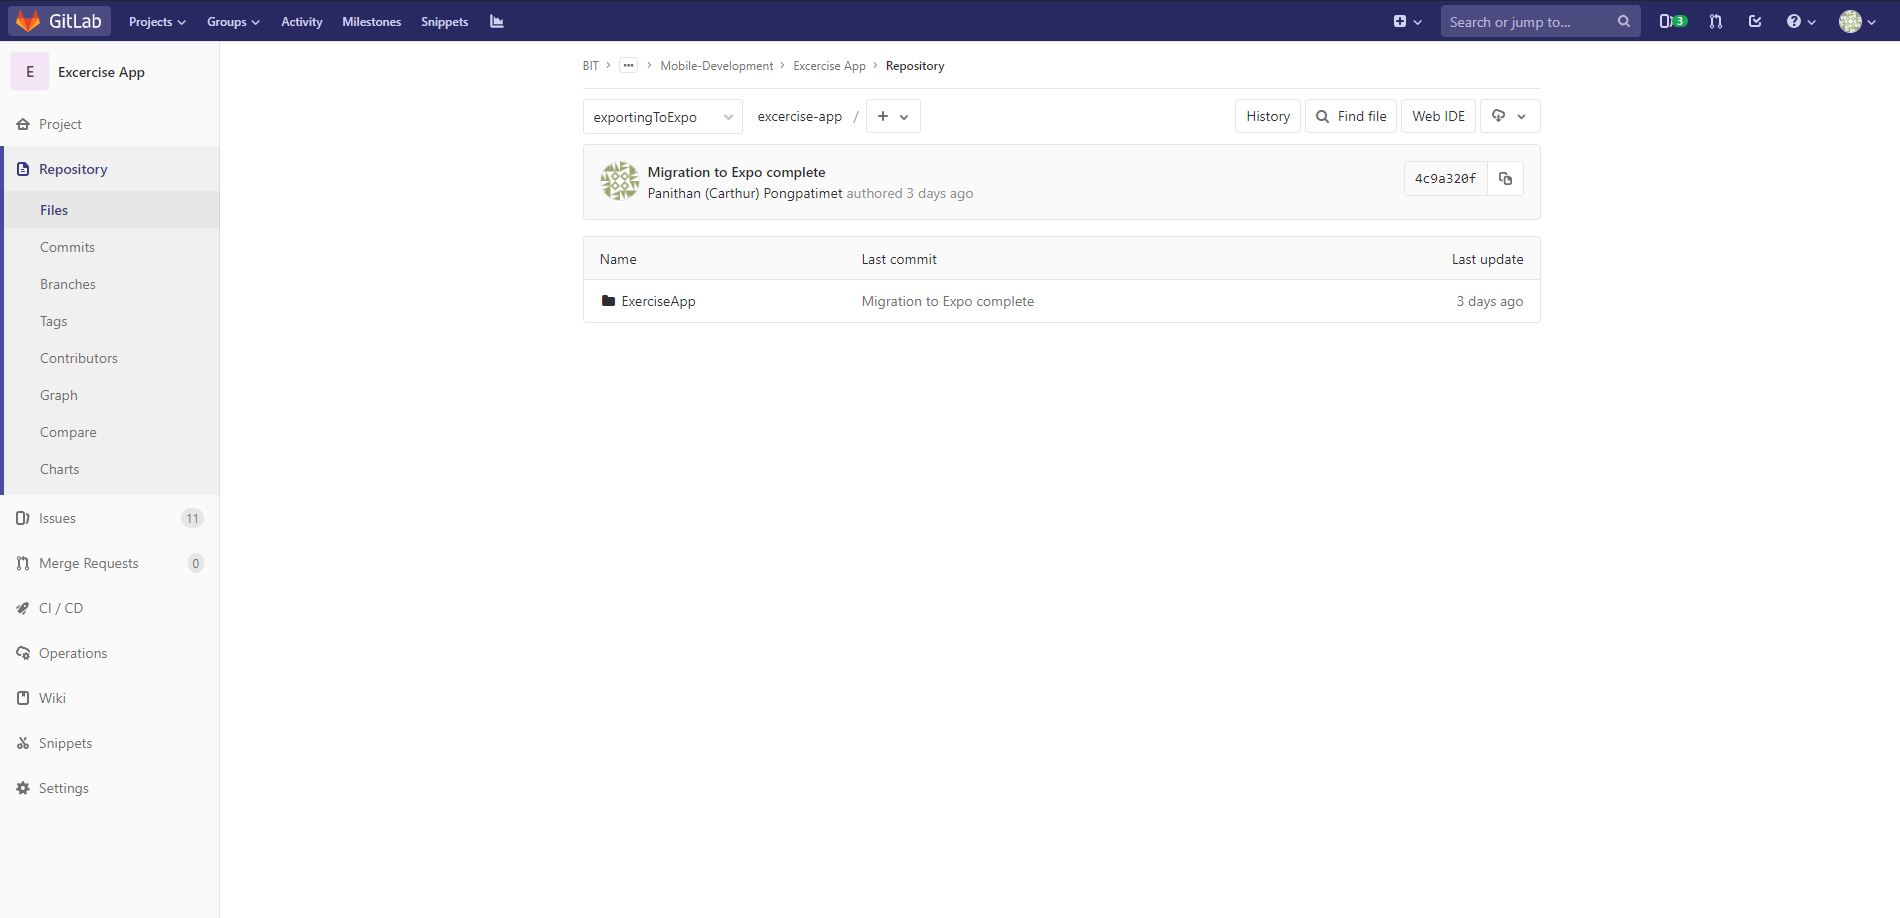 GitLab Projects Groups Activity Milestones Snippets Search or jump to... 3
E Excercise App
BIT ••• Mobile-Development Excercise App Repository
exportingToExpo excercise-app / + History Find file Web IDE
Migration to Expo complete 4c9a320f
Panithan (Carthur) Pongpatimet authored 3 days ago
Name Last commit Last update
ExerciseApp Migration to Expo complete 3 days ago
Project
Repository
Files
Commits
Branches
Tags
Contributors
Graph
Compare
Charts
Issues 11
Merge Requests 0
CI / CD
Operations
Wiki
Snippets
Settings